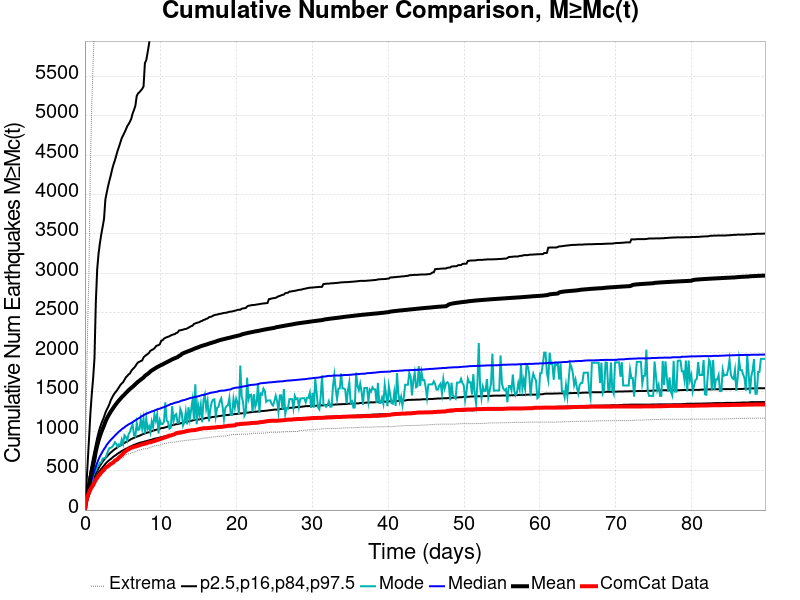 Cumulative Number Comparison, M≥Mc(t)
Cumulative Num Earthquakes M≥Mc(t)
5500
5000
4500
4000
3500
3000
2500
2000
1500
1000
500
0
0 10 20 30 40 50 60 70 80
Time (days)
Extrema p2.5,p16,p84,p97.5 Mode Median Mean ComCat Data